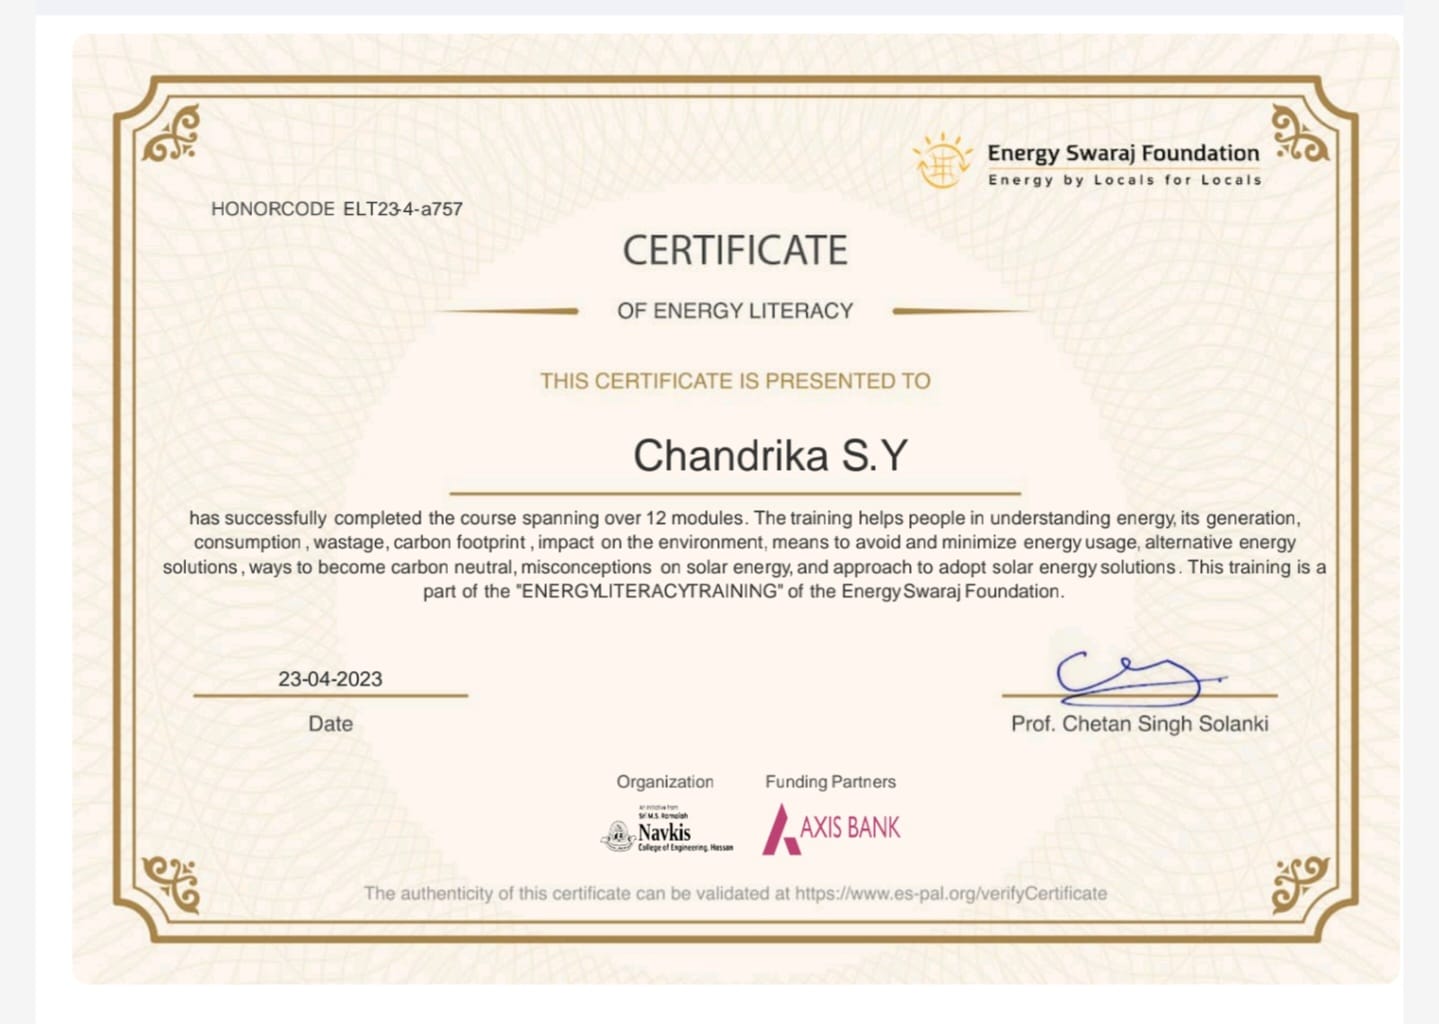 Energy Swaraj Foundation
Energy by Locals for Locals
HONORCODE ELT23-4-a757
CERTIFICATE
OF ENERGY LITERACY
THIS CERTIFICATE IS PRESENTED TO
Chandrika S.Y
has successfully completed the course spanning over 12 modules. The training helps people in understanding energy, its generation,
consumption , wastage, carbon footprint , impact on the environment, means to avoid and minimize energy usage, alternative energy
solutions , ways to become carbon neutral, misconceptions on solar energy, and approach to adopt solar energy solutions. This training is a
part of the "ENERGYLITERACYTRAINING" of the Energy Swaraj Foundation.
23-04-2023
Date
Prof. Chetan Singh Solanki
Organization
Funding Partners
An initiative from
Sri M.S. Ramaiah
Navkis
College of Engineering, Hassan
AXIS BANK
The authenticity of this certificate can be validated at https://www.es-pal.org/verifyCertificate